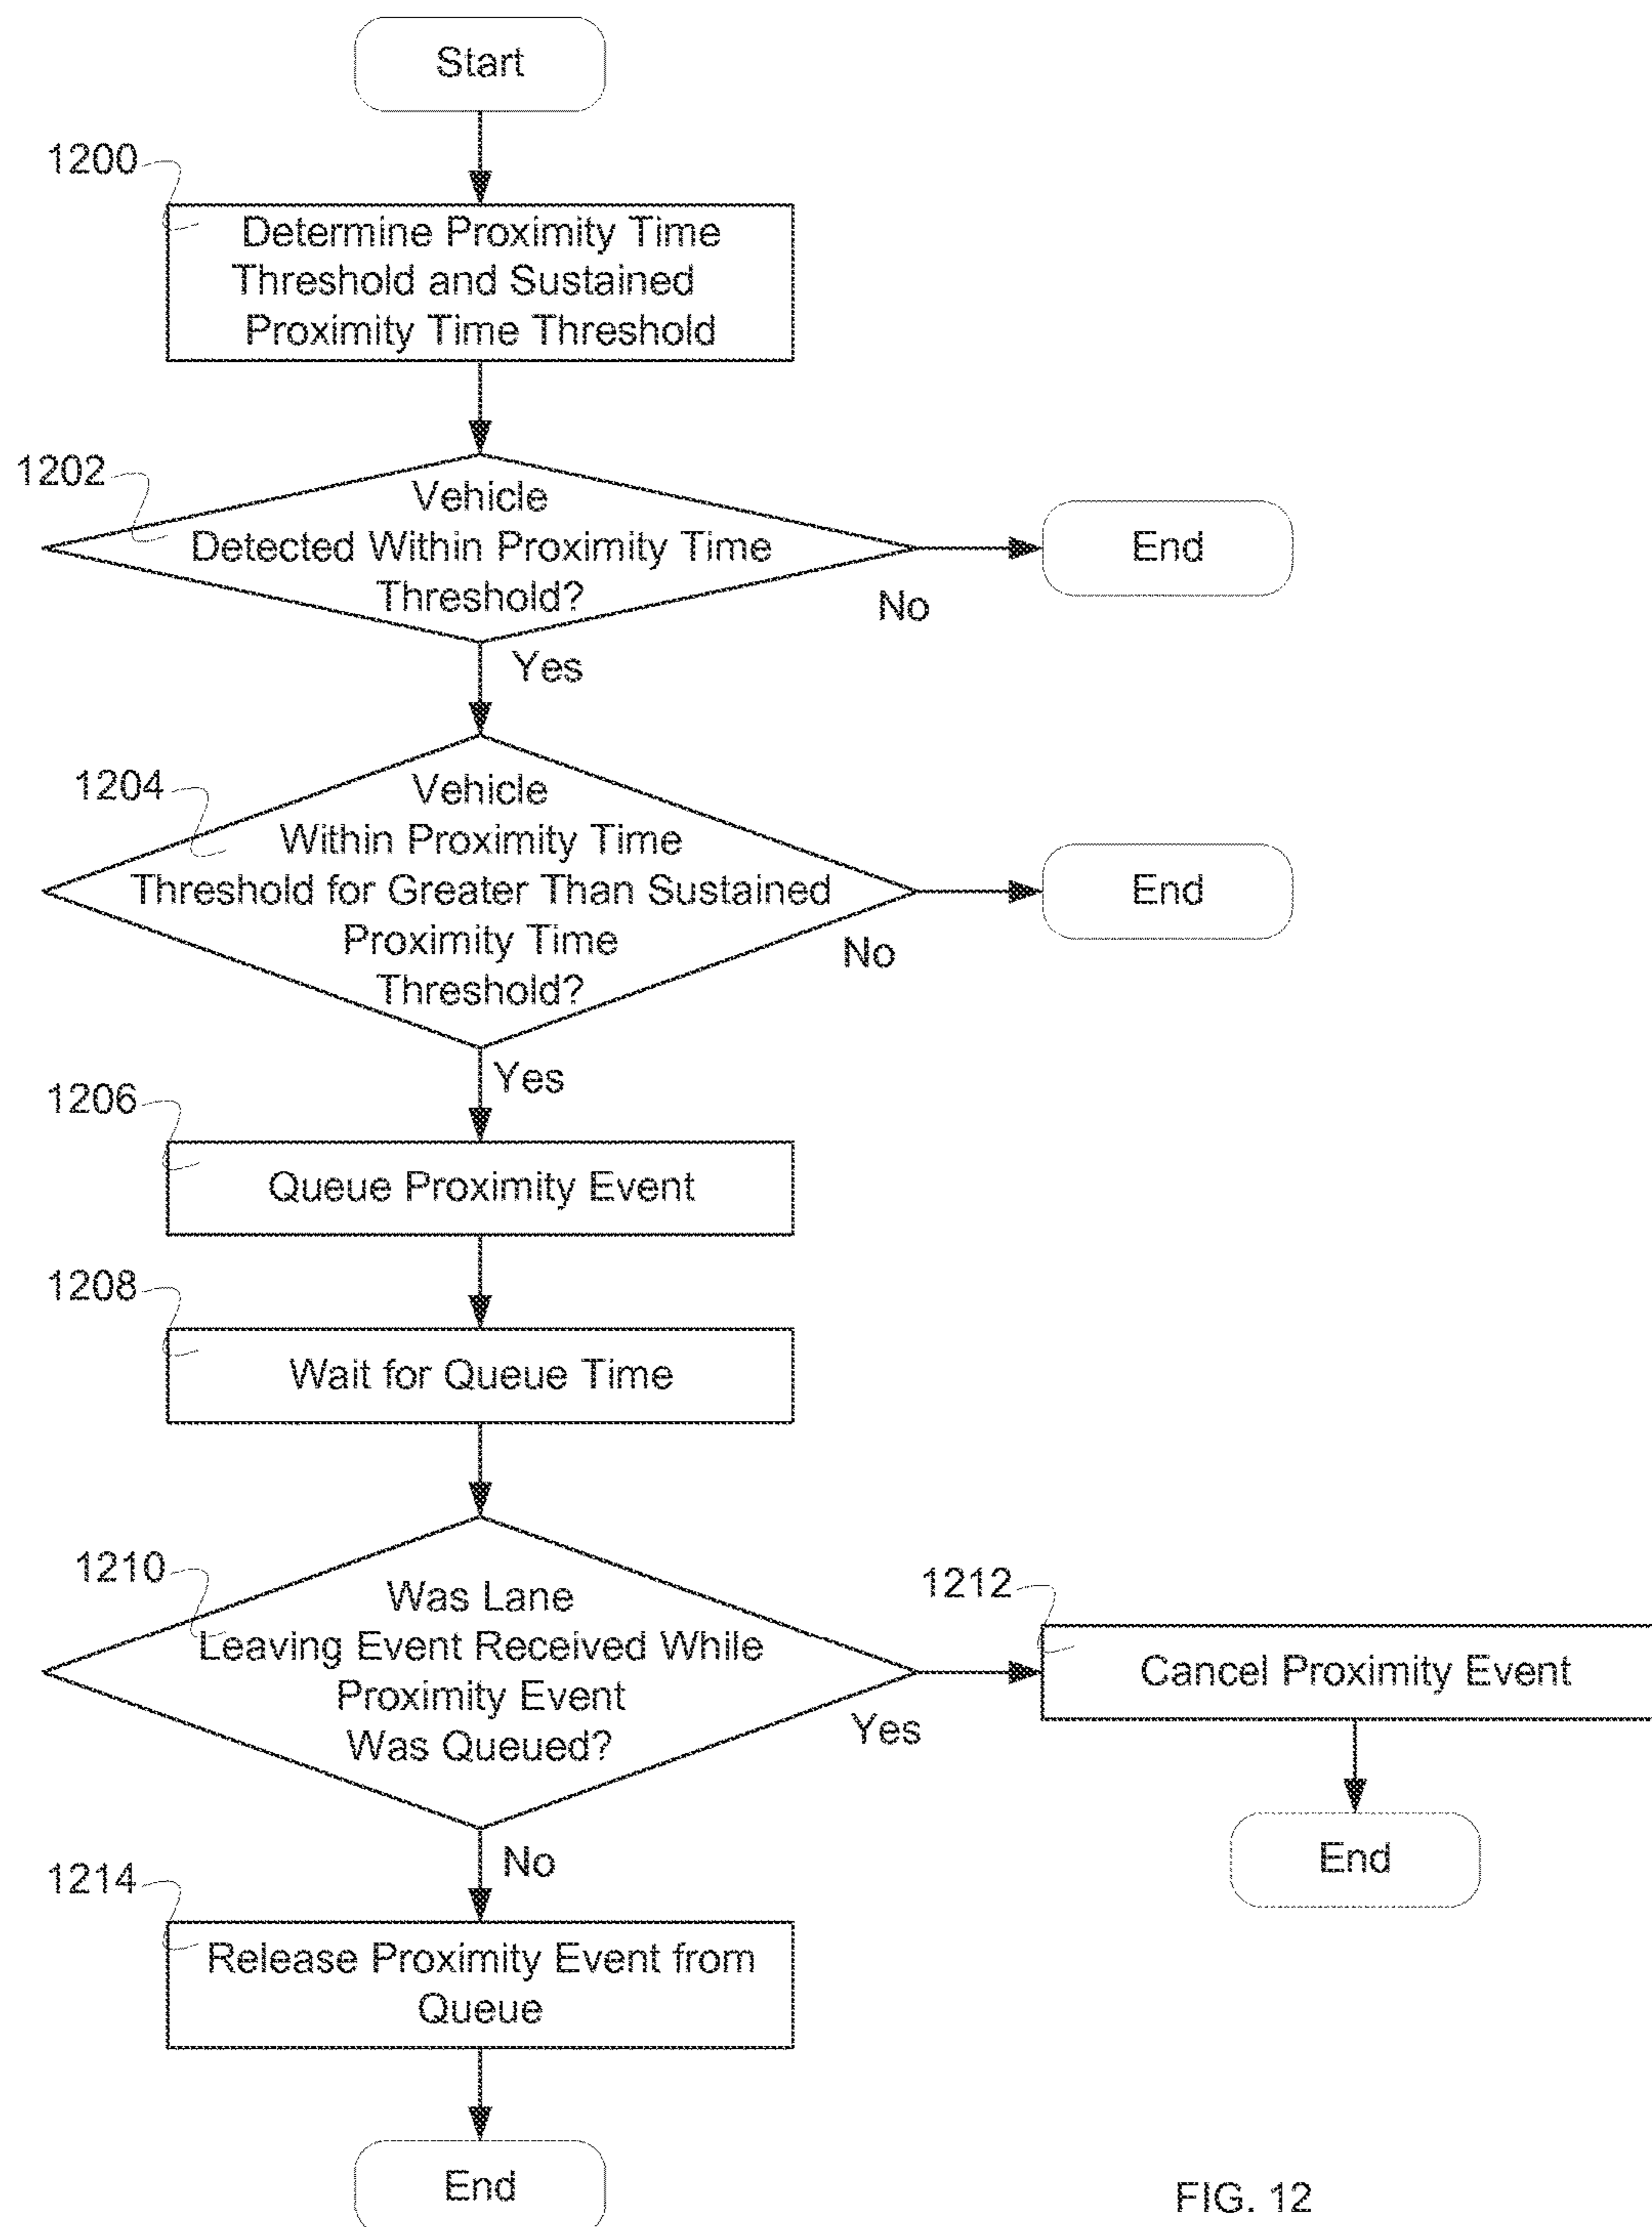 Start
1200
Determine Proximity Time
Threshold and Sustained
Proximity Time Threshold
1202
Vehicle
Detected Within Proximity Time
Threshold?
No
End
Yes
1204
Vehicle
Within Proximity Time
Threshold for Greater Than Sustained
Proximity Time
Threshold?
No
End
Yes
1206
Queue Proximity Event
1208
Wait for Queue Time
1210
Was Lane
Leaving Event Received While
Proximity Event
Was Queued?
Yes
1212
Cancel Proximity Event
End
No
1214
Release Proximity Event from
Queue
End
FIG. 12